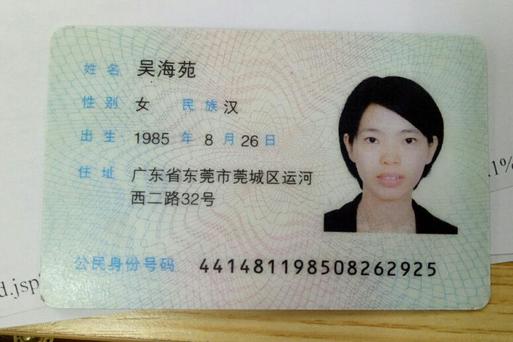 姓名 吴海苑
性别 女 民族 汉
出生 1985 年 8 月 26 日
住址 广东省东莞市莞城区运河
西二路32号
公民身份号码 441481198508262925
.1%
d.jsp